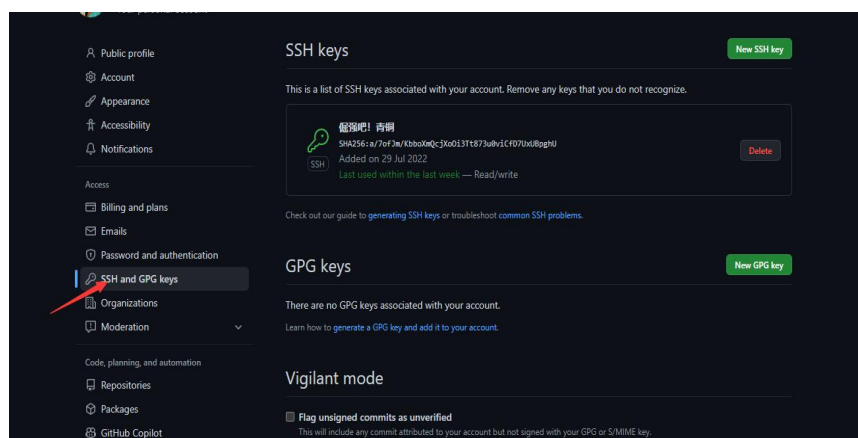 Your personal account
Public profile
Account
Appearance
Accessibility
Notifications
Access
Billing and plans
Emails
Password and authentication
SSH and GPG keys
Organizations
Moderation
Code, planning, and automation
Repositories
Packages
GitHub Copilot
SSH keys
New SSH key
This is a list of SSH keys associated with your account. Remove any keys that you do not recognize.
倔强吧！青铜
SHA256:a/7ofJm/KbboXmQcjXoOi3Tt873u0viCfD7UxUBpghU
SSH
Added on 29 Jul 2022
Last used within the last week — Read/write
Delete
Check out our guide to generating SSH keys or troubleshoot common SSH problems.
GPG keys
New GPG key
There are no GPG keys associated with your account.
Learn how to generate a GPG key and add it to your account.
Vigilant mode
Flag unsigned commits as unverified
This will include any commit attributed to your account but not signed with your GPG or S/MIME key.